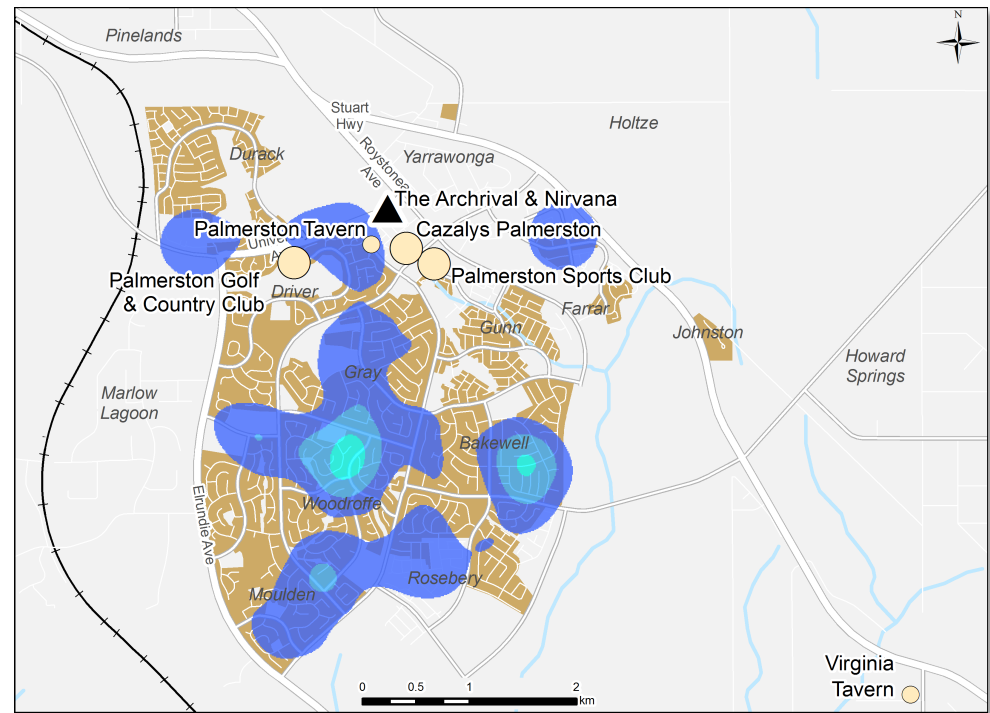 N
Pinelands
Stuart
Hwy
Holtze
Roystonea
Ave
Yarrawonga
Durack
The Archrival & Nirvana
Palmerston Tavern
Cazalys Palmerston
Univer
A
Palmerston Sports Club
Palmerston Golf
& Country Club
Driver
Farrar
Gunn
Johnston
Howard
Springs
Gray
Marlow
Lagoon
Bakewell
Woodroffe
Elrundie Ave
Rosebery
Moulden
Virginia
Tavern
0 0.5 1 2
km